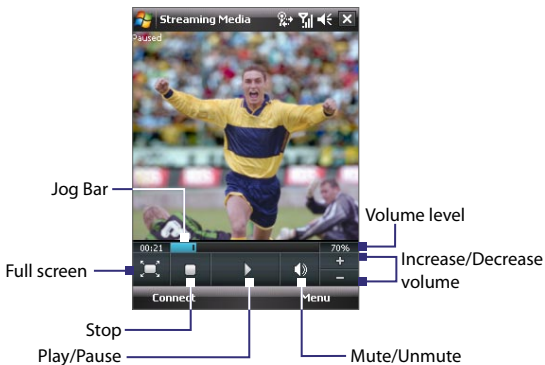 Streaming Media
Paused
Jog Bar
Volume level
00:21
70%
Full screen
+
Increase/Decrease
volume
−
Connect
Menu
Stop
Play/Pause
Mute/Unmute